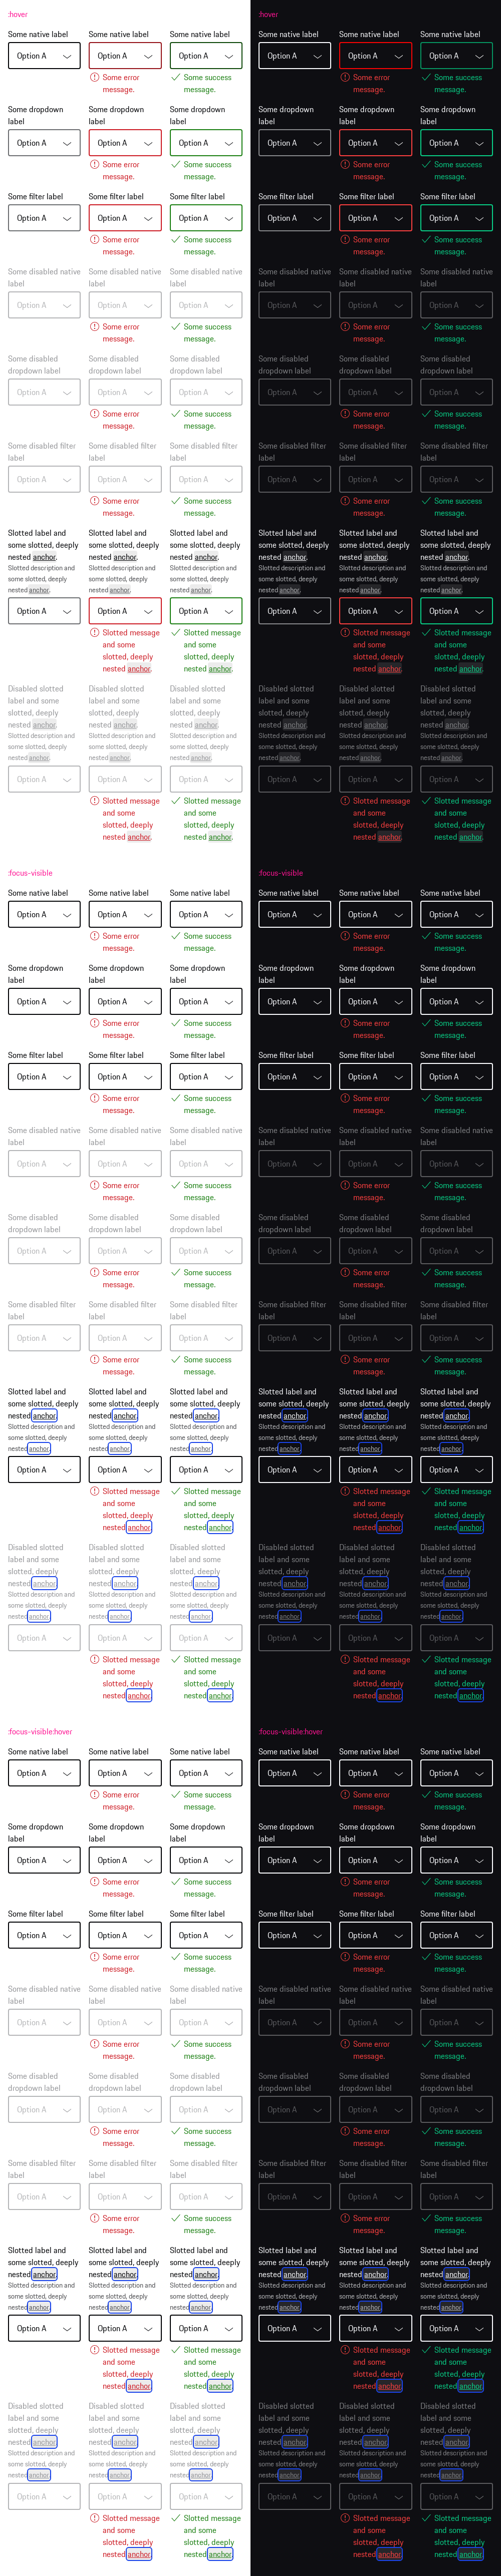 :hover :hover
Some native label Some native label Some native label Some native label Some native label Some native label
Option A Option A Option A Option A Option A Option A
Some error Some success Some error Some success
message. message. message. message.
Some dropdown Some dropdown Some dropdown Some dropdown Some dropdown Some dropdown
label label label label label label
Option A Option A Option A Option A Option A Option A
Some error Some success Some error Some success
message. message. message. message.
Some filter label Some filter label Some filter label Some filter label Some filter label Some filter label
Option A Option A Option A Option A Option A Option A
Some error Some success Some error Some success
message. message. message. message.
Some disabled native Some disabled native Some disabled native Some disabled native Some disabled native Some disabled native
label label label label label label
Option A Option A Option A Option A Option A Option A
Some error Some success Some error Some success
message. message. message. message.
Some disabled Some disabled Some disabled Some disabled Some disabled Some disabled
dropdown label dropdown label dropdown label dropdown label dropdown label dropdown label
Option A Option A Option A Option A Option A Option A
Some error Some success Some error Some success
message. message. message. message.
Some disabled filter Some disabled filter Some disabled filter Some disabled filter Some disabled filter Some disabled filter
label label label label label label
Option A Option A Option A Option A Option A Option A
Some error Some success Some error Some success
message. message. message. message.
Slotted label and Slotted label and Slotted label and Slotted label and Slotted label and Slotted label and
some slotted, deeply some slotted, deeply some slotted, deeply some slotted, deeply some slotted, deeply some slotted, deeply
nested anchor. nested anchor. nested anchor. nested anchor. nested anchor. nested anchor.
Slotted description and Slotted description and Slotted description and Slotted description and Slotted description and Slotted description and
some slotted, deeply some slotted, deeply some slotted, deeply some slotted, deeply some slotted, deeply some slotted, deeply
nested anchor. nested anchor. nested anchor. nested anchor. nested anchor. nested anchor.
Option A Option A Option A Option A Option A Option A
Slotted message Slotted message Slotted message Slotted message
and some and some and some and some
slotted, deeply slotted, deeply slotted, deeply slotted, deeply
nested anchor. nested anchor. nested anchor. nested anchor.
Disabled slotted Disabled slotted Disabled slotted Disabled slotted Disabled slotted Disabled slotted
label and some label and some label and some label and some label and some label and some
slotted, deeply slotted, deeply slotted, deeply slotted, deeply slotted, deeply slotted, deeply
nested anchor. nested anchor. nested anchor. nested anchor. nested anchor. nested anchor.
Slotted description and Slotted description and Slotted description and Slotted description and Slotted description and Slotted description and
some slotted, deeply some slotted, deeply some slotted, deeply some slotted, deeply some slotted, deeply some slotted, deeply
nested anchor. nested anchor. nested anchor. nested anchor. nested anchor. nested anchor.
Option A Option A Option A Option A Option A Option A
Slotted message Slotted message Slotted message Slotted message
and some and some and some and some
slotted, deeply slotted, deeply slotted, deeply slotted, deeply
nested anchor. nested anchor. nested anchor. nested anchor.
:focus-visible :focus-visible
Some native label Some native label Some native label Some native label Some native label Some native label
Option A Option A Option A Option A Option A Option A
Some error Some success Some error Some success
message. message. message. message.
Some dropdown Some dropdown Some dropdown Some dropdown Some dropdown Some dropdown
label label label label label label
Option A Option A Option A Option A Option A Option A
Some error Some success Some error Some success
message. message. message. message.
Some filter label Some filter label Some filter label Some filter label Some filter label Some filter label
Option A Option A Option A Option A Option A Option A
Some error Some success Some error Some success
message. message. message. message.
Some disabled native Some disabled native Some disabled native Some disabled native Some disabled native Some disabled native
label label label label label label
Option A Option A Option A Option A Option A Option A
Some error Some success Some error Some success
message. message. message. message.
Some disabled Some disabled Some disabled Some disabled Some disabled Some disabled
dropdown label dropdown label dropdown label dropdown label dropdown label dropdown label
Option A Option A Option A Option A Option A Option A
Some error Some success Some error Some success
message. message. message. message.
Some disabled filter Some disabled filter Some disabled filter Some disabled filter Some disabled filter Some disabled filter
label label label label label label
Option A Option A Option A Option A Option A Option A
Some error Some success Some error Some success
message. message. message. message.
Slotted label and Slotted label and Slotted label and Slotted label and Slotted label and Slotted label and
some slotted, deeply some slotted, deeply some slotted, deeply some slotted, deeply some slotted, deeply some slotted, deeply
nested anchor. nested anchor. nested anchor. nested anchor. nested anchor. nested anchor.
Slotted description and Slotted description and Slotted description and Slotted description and Slotted description and Slotted description and
some slotted, deeply some slotted, deeply some slotted, deeply some slotted, deeply some slotted, deeply some slotted, deeply
nested anchor. nested anchor. nested anchor. nested anchor. nested anchor. nested anchor.
Option A Option A Option A Option A Option A Option A
Slotted message Slotted message Slotted message Slotted message
and some and some and some and some
slotted, deeply slotted, deeply slotted, deeply slotted, deeply
nested anchor. nested anchor. nested anchor. nested anchor.
Disabled slotted Disabled slotted Disabled slotted Disabled slotted Disabled slotted Disabled slotted
label and some label and some label and some label and some label and some label and some
slotted, deeply slotted, deeply slotted, deeply slotted, deeply slotted, deeply slotted, deeply
nested anchor. nested anchor. nested anchor. nested anchor. nested anchor. nested anchor.
Slotted description and Slotted description and Slotted description and Slotted description and Slotted description and Slotted description and
some slotted, deeply some slotted, deeply some slotted, deeply some slotted, deeply some slotted, deeply some slotted, deeply
nested anchor. nested anchor. nested anchor. nested anchor. nested anchor. nested anchor.
Option A Option A Option A Option A Option A Option A
Slotted message Slotted message Slotted message Slotted message
and some and some and some and some
slotted, deeply slotted, deeply slotted, deeply slotted, deeply
nested anchor. nested anchor. nested anchor. nested anchor.
:focus-visible:hover :focus-visible:hover
Some native label Some native label Some native label Some native label Some native label Some native label
Option A Option A Option A Option A Option A Option A
Some error Some success Some error Some success
message. message. message. message.
Some dropdown Some dropdown Some dropdown Some dropdown Some dropdown Some dropdown
label label label label label label
Option A Option A Option A Option A Option A Option A
Some error Some success Some error Some success
message. message. message. message.
Some filter label Some filter label Some filter label Some filter label Some filter label Some filter label
Option A Option A Option A Option A Option A Option A
Some error Some success Some error Some success
message. message. message. message.
Some disabled native Some disabled native Some disabled native Some disabled native Some disabled native Some disabled native
label label label label label label
Option A Option A Option A Option A Option A Option A
Some error Some success Some error Some success
message. message. message. message.
Some disabled Some disabled Some disabled Some disabled Some disabled Some disabled
dropdown label dropdown label dropdown label dropdown label dropdown label dropdown label
Option A Option A Option A Option A Option A Option A
Some error Some success Some error Some success
message. message. message. message.
Some disabled filter Some disabled filter Some disabled filter Some disabled filter Some disabled filter Some disabled filter
label label label label label label
Option A Option A Option A Option A Option A Option A
Some error Some success Some error Some success
message. message. message. message.
Slotted label and Slotted label and Slotted label and Slotted label and Slotted label and Slotted label and
some slotted, deeply some slotted, deeply some slotted, deeply some slotted, deeply some slotted, deeply some slotted, deeply
nested anchor. nested anchor. nested anchor. nested anchor. nested anchor. nested anchor.
Slotted description and Slotted description and Slotted description and Slotted description and Slotted description and Slotted description and
some slotted, deeply some slotted, deeply some slotted, deeply some slotted, deeply some slotted, deeply some slotted, deeply
nested anchor. nested anchor. nested anchor. nested anchor. nested anchor. nested anchor.
Option A Option A Option A Option A Option A Option A
Slotted message Slotted message Slotted message Slotted message
and some and some and some and some
slotted, deeply slotted, deeply slotted, deeply slotted, deeply
nested anchor. nested anchor. nested anchor. nested anchor.
Disabled slotted Disabled slotted Disabled slotted Disabled slotted Disabled slotted Disabled slotted
label and some label and some label and some label and some label and some label and some
slotted, deeply slotted, deeply slotted, deeply slotted, deeply slotted, deeply slotted, deeply
nested anchor. nested anchor. nested anchor. nested anchor. nested anchor. nested anchor.
Slotted description and Slotted description and Slotted description and Slotted description and Slotted description and Slotted description and
some slotted, deeply some slotted, deeply some slotted, deeply some slotted, deeply some slotted, deeply some slotted, deeply
nested anchor. nested anchor. nested anchor. nested anchor. nested anchor. nested anchor.
Option A Option A Option A Option A Option A Option A
Slotted message Slotted message Slotted message Slotted message
and some and some and some and some
slotted, deeply slotted, deeply slotted, deeply slotted, deeply
nested anchor. nested anchor. nested anchor. nested anchor.